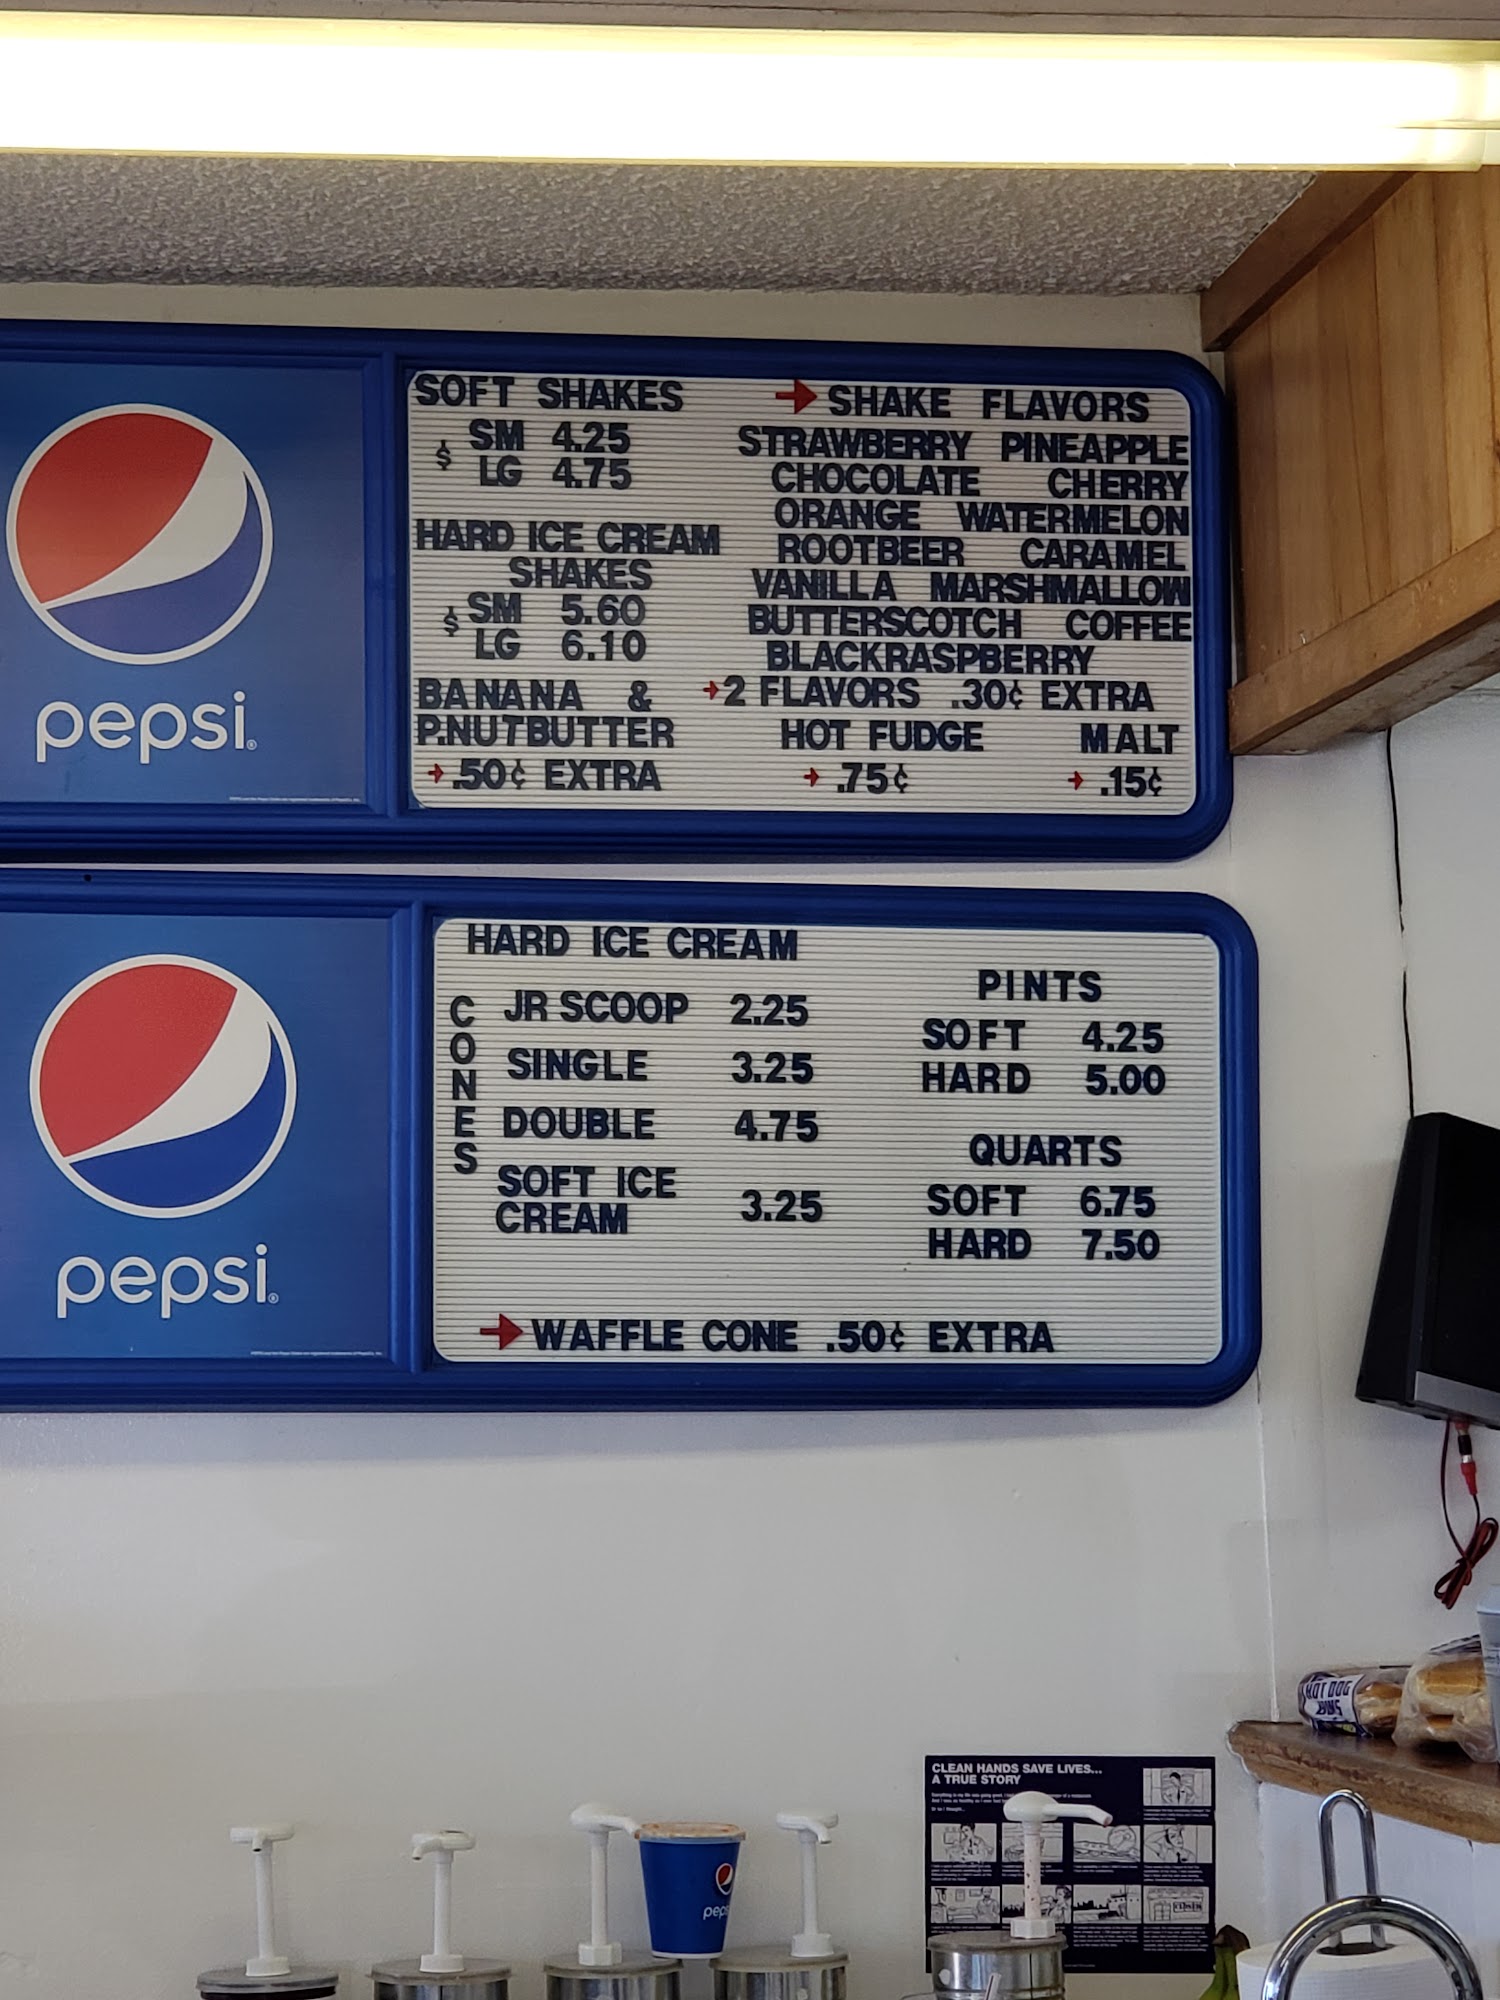 SOFT SHAKES
$ SM 4.25
LG 4.75
HARD ICE CREAM
SHAKES
$ SM 5.60
LG 6.10
BANANA &
P.NUTBUTTER
.50¢ EXTRA
SHAKE FLAVORS
STRAWBERRY PINEAPPLE
CHOCOLATE CHERRY
ORANGE WATERMELON
ROOTBEER CARAMEL
VANILLA MARSHMALLOW
BUTTERSCOTCH COFFEE
BLACKRASPBERRY
2 FLAVORS .30¢ EXTRA
HOT FUDGE MALT
.75¢ .15¢
pepsi
HARD ICE CREAM
CONES
JR SCOOP 2.25
SINGLE 3.25
DOUBLE 4.75
SOFT ICE
CREAM 3.25
PINTS
SOFT 4.25
HARD 5.00
QUARTS
SOFT 6.75
HARD 7.50
WAFFLE CONE .50¢ EXTRA
pepsi
HOT DOG
BUNS
CLEAN HANDS SAVE LIVES...
A TRUE STORY
peps